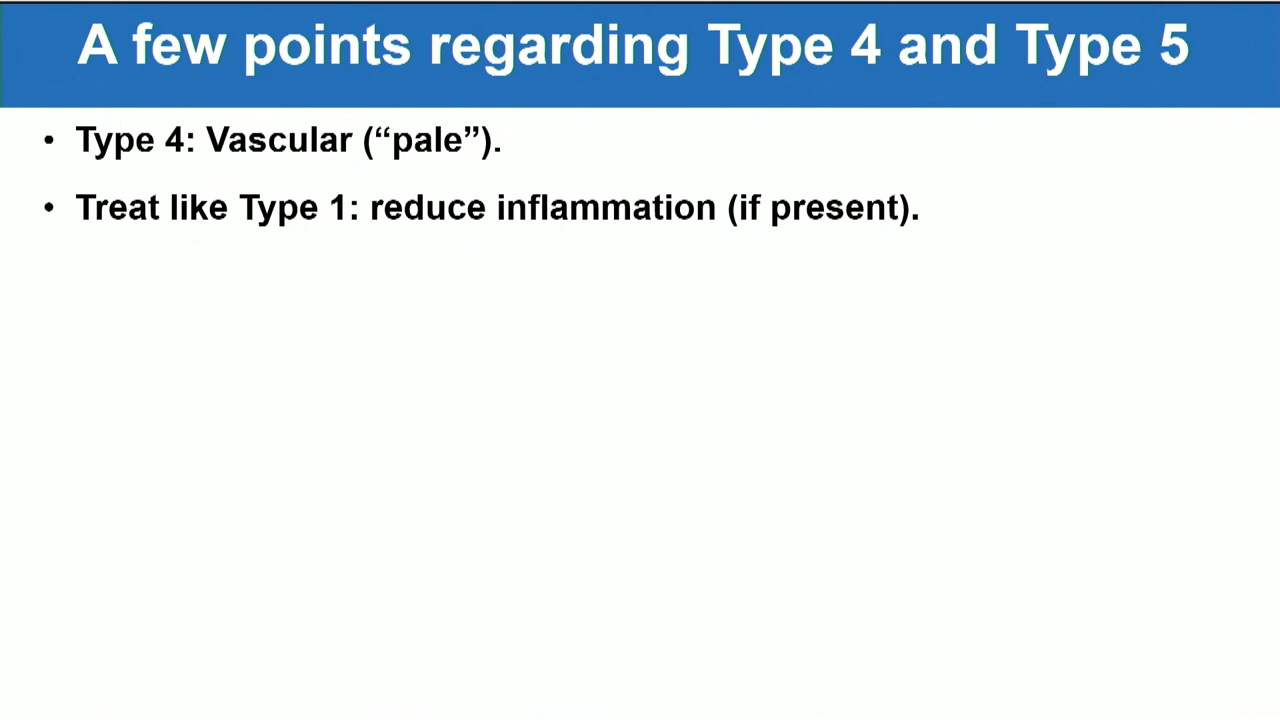 A few points regarding Type 4 and Type 5
• Type 4: Vascular (“pale”).
• Treat like Type 1: reduce inflammation (if present).